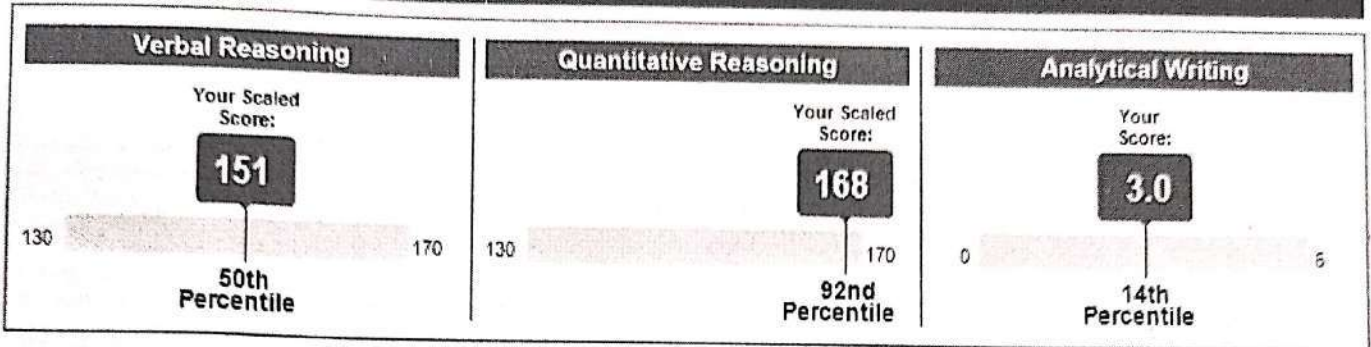 Verbal Reasoning
Your Scaled
Score:
151
130
170
50th
Percentile
Quantitative Reasoning
Your Scaled
Score:
168
130
170
92nd
Percentile
Analytical Writing
Your
Score:
3.0
0
6
14th
Percentile